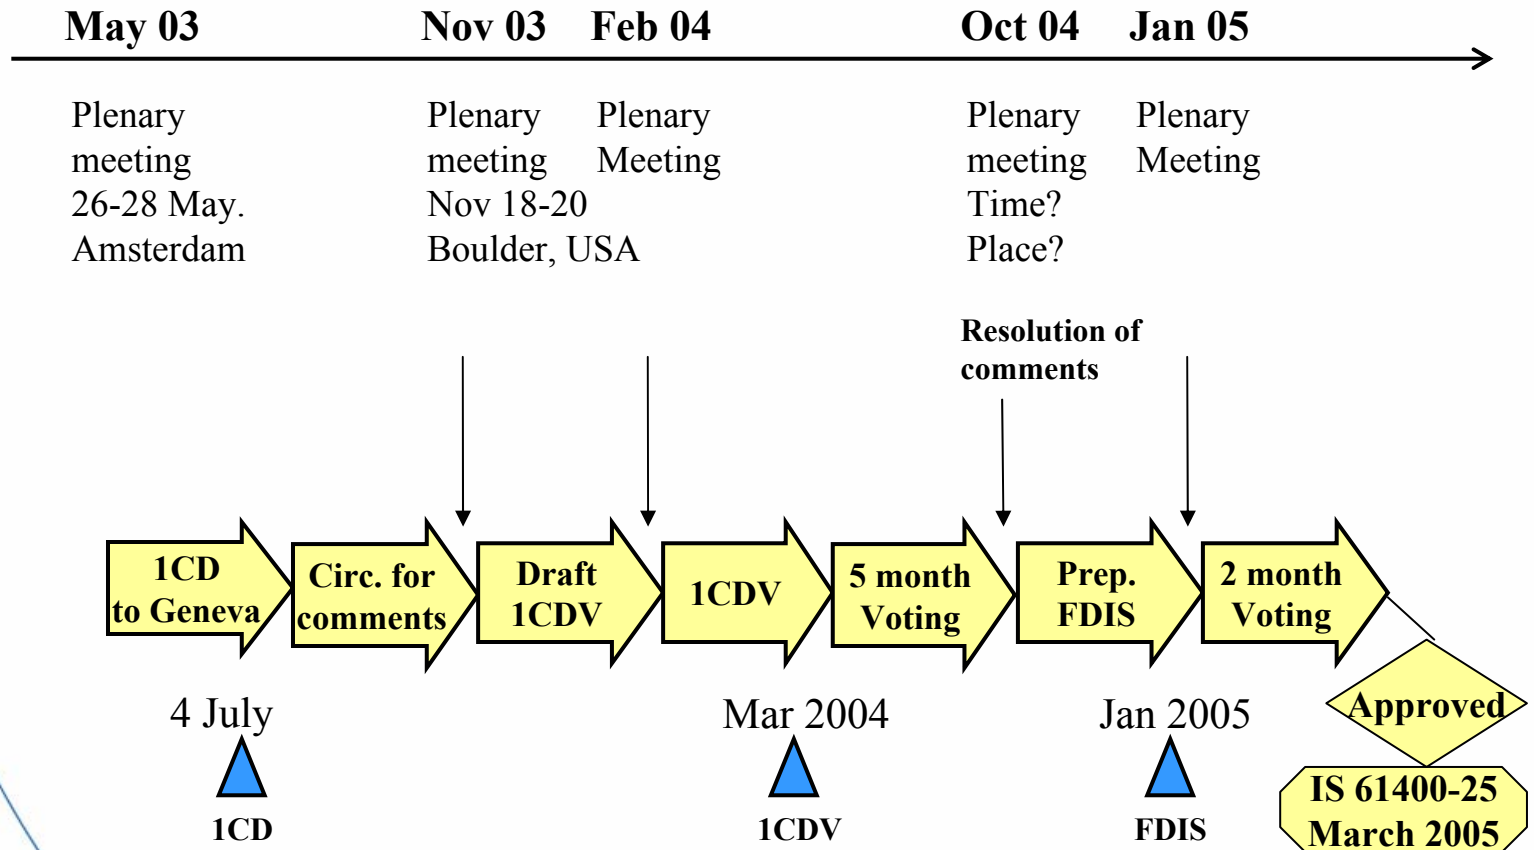 May 03 Nov 03 Feb 04 Oct 04 Jan 05
Plenary
meeting
26-28 May.
Amsterdam
Plenary
meeting
Nov 18-20
Boulder, USA
Plenary
Meeting
Plenary
meeting
Time?
Place?
Plenary
Meeting
Resolution of
comments
1CD
to Geneva
Circ. for
comments
Draft
1CDV
1CDV
5 month
Voting
Prep.
FDIS
2 month
Voting
Approved
4 July
1CD
Mar 2004
1CDV
Jan 2005
FDIS
IS 61400-25
March 2005